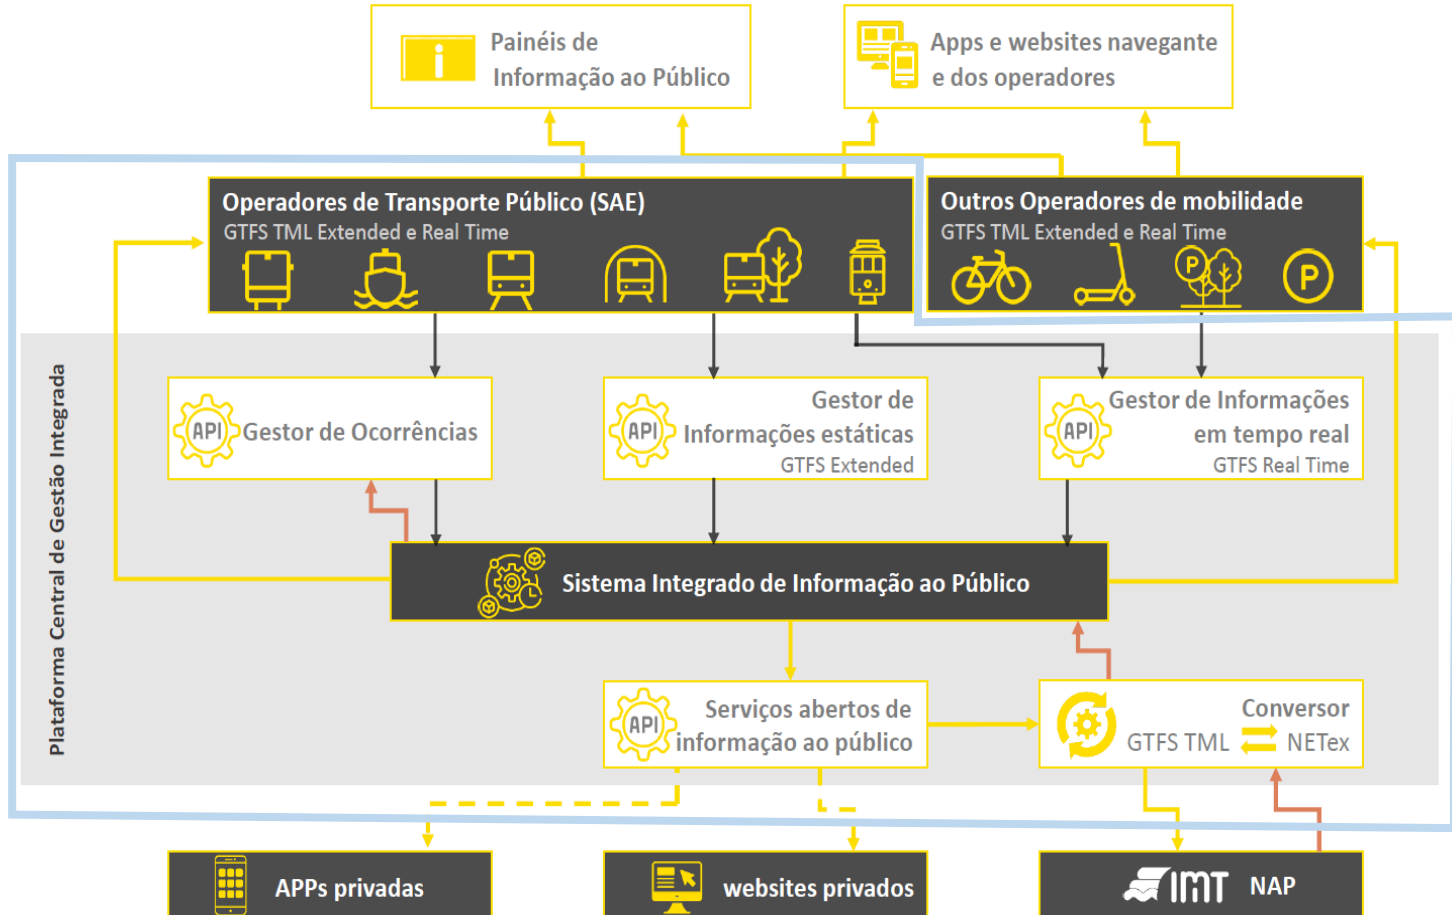 Painéis de
Informação ao Público
Apps e websites navegante
e dos operadores
Operadores de Transporte Público (SAE)
GTFS TML Extended e Real Time
Outros Operadores de mobilidade
GTFS TML Extended e Real Time
P
P
Plataforma Central de Gestão Integrada
API
Gestor de Ocorrências
API
Gestor de
Informações estáticas
GTFS Extended
API
Gestor de Informações
em tempo real
GTFS Real Time
Sistema Integrado de Informação ao Público
API
Serviços abertos de
informação ao público
Conversor
GTFS TML NETex
APPs privadas
websites privados
IMT NAP